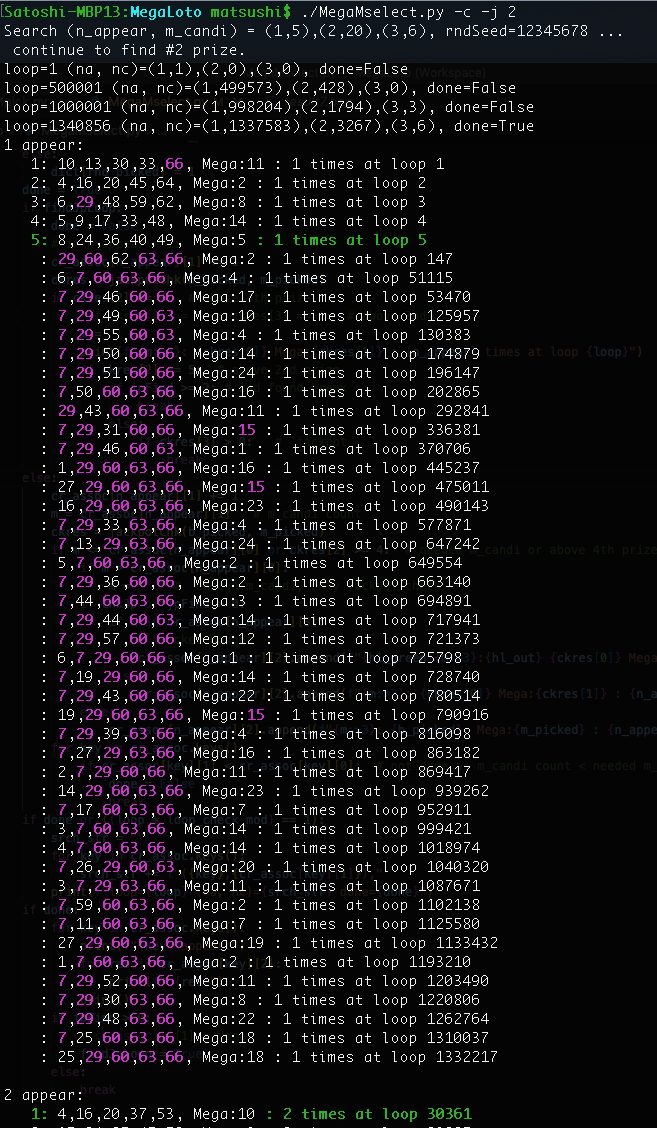 [Satoshi-MBP13:MegaLoto matsushi$ ./MegaMselect.py -c -j 2
Search (n_appear, m_candi) = (1,5),(2,20),(3,6), rndSeed=12345678 ...
continue to find #2 prize.
loop=1 (na, nc)=(1,1),(2,0),(3,0), done=False
loop=500001 (na, nc)=(1,499573),(2,428),(3,0), done=False
loop=1000001 (na, nc)=(1,998204),(2,1794),(3,3), done=False
loop=1340856 (na, nc)=(1,1337583),(2,3267),(3,6), done=True
1 appear:
1: 10,13,30,33,66, Mega:11 : 1 times at loop 1
2: 4,16,20,45,64, Mega:2 : 1 times at loop 2
3: 6,29,48,59,62, Mega:8 : 1 times at loop 3
4: 5,9,17,33,48, Mega:14 : 1 times at loop 4
5: 8,24,36,40,49, Mega:5 : 1 times at loop 5
: 29,60,62,63,66, Mega:2 : 1 times at loop 147
: 6,7,60,63,66, Mega:4 : 1 times at loop 51115
: 7,29,46,60,66, Mega:17 : 1 times at loop 53470
: 7,29,49,60,63, Mega:10 : 1 times at loop 125957
: 7,29,55,60,63, Mega:4 : 1 times at loop 130383
: 7,29,50,60,66, Mega:14 : 1 times at loop 174879
: 7,29,51,60,66, Mega:24 : 1 times at loop 196147
: 7,50,60,63,66, Mega:16 : 1 times at loop 202865
: 29,43,60,63,66, Mega:11 : 1 times at loop 292841
: 7,29,31,60,66, Mega:15 : 1 times at loop 336381
: 7,29,46,60,63, Mega:1 : 1 times at loop 370706
: 1,29,60,63,66, Mega:16 : 1 times at loop 445237
: 27,29,60,63,66, Mega:15 : 1 times at loop 475011
: 16,29,60,63,66, Mega:23 : 1 times at loop 490143
: 7,29,33,60,66, Mega:4 : 1 times at loop 577871
: 7,13,29,60,66, Mega:24 : 1 times at loop 647242
: 5,7,60,63,66, Mega:2 : 1 times at loop 649554
: 7,29,36,60,66, Mega:2 : 1 times at loop 663140
: 7,44,60,63,66, Mega:3 : 1 times at loop 694891
: 7,29,44,60,63, Mega:14 : 1 times at loop 717941
: 7,29,57,60,66, Mega:12 : 1 times at loop 721373
: 6,7,29,60,66, Mega:1 : 1 times at loop 725798
: 7,19,29,60,66, Mega:14 : 1 times at loop 728740
: 7,29,43,60,66, Mega:22 : 1 times at loop 780514
: 19,29,60,63,66, Mega:15 : 1 times at loop 790916
: 7,29,39,63,66, Mega:4 : 1 times at loop 816098
: 7,27,29,63,66, Mega:16 : 1 times at loop 863182
: 2,7,29,60,66, Mega:11 : 1 times at loop 869417
: 14,29,60,63,66, Mega:23 : 1 times at loop 939262
: 7,17,60,63,66, Mega:7 : 1 times at loop 952911
: 3,7,60,63,66, Mega:14 : 1 times at loop 999421
: 4,7,60,63,66, Mega:14 : 1 times at loop 1018974
: 7,26,29,60,63, Mega:20 : 1 times at loop 1040320
: 3,7,29,63,66, Mega:11 : 1 times at loop 1087671
: 7,59,60,63,66, Mega:2 : 1 times at loop 1102138
: 7,11,60,63,66, Mega:7 : 1 times at loop 1125580
: 27,29,60,63,66, Mega:19 : 1 times at loop 1133432
: 1,7,60,63,66, Mega:2 : 1 times at loop 1193210
: 7,29,52,60,66, Mega:11 : 1 times at loop 1203490
: 7,29,30,63,66, Mega:8 : 1 times at loop 1220806
: 7,29,48,63,66, Mega:22 : 1 times at loop 1262764
: 7,25,60,63,66, Mega:18 : 1 times at loop 1310037
: 25,29,60,63,66, Mega:18 : 1 times at loop 1332217
2 appear:
1: 4,16,20,37,53, Mega:10 : 2 times at loop 30361